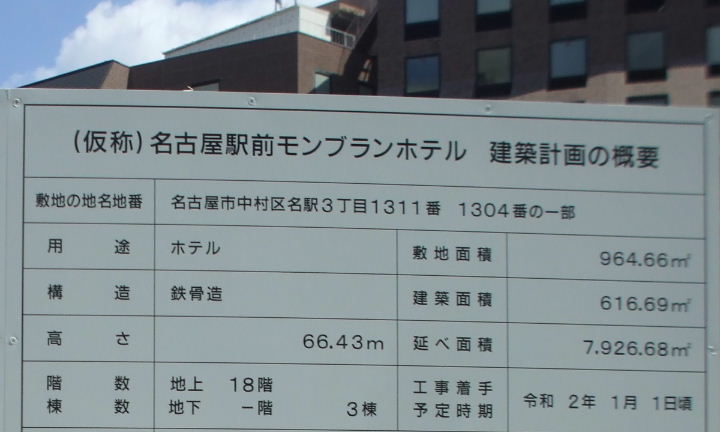 (仮称)名古屋駅前モンブランホテル 建築計画の概要
敷地の地名地番 名古屋市中村区名駅3丁目1311番 1304番の一部
用途 ホテル 敷地面積 964.66㎡
構造 鉄骨造 建築面積 616.69㎡
高さ 66.43m 延べ面積 7,926.68㎡
階数 地上 18階 工事着手
棟数 地下 -階 3棟 予定時期 令和 2年 1月 1日頃